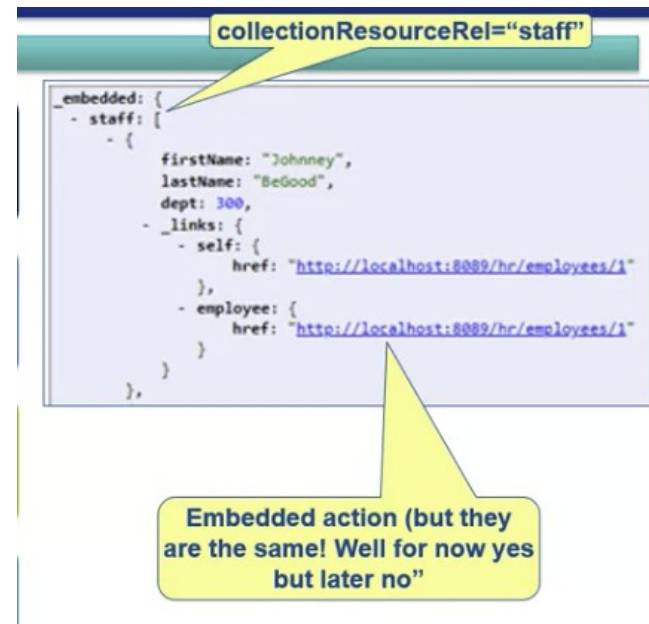 collectionResourceRel=“staff”
_embedded: {
- staff: [
- {
firstName: "Johnney",
lastName: "BeGood",
dept: 300,
- _links: {
- self: {
href: "http://localhost:8089/hr/employees/1"
},
- employee: {
href: "http://localhost:8089/hr/employees/1"
}
}
},
Embedded action (but they
are the same! Well for now yes
but later no”